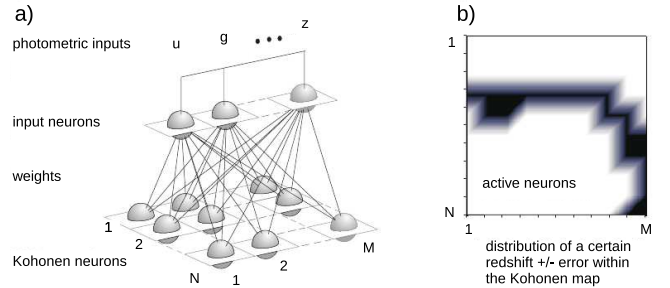 a)
photometric inputs
u
g
•••
z
input neurons
weights
Kohonen neurons
1
2
N
1
2
M
b)
1
N
active neurons
1
M
distribution of a certain
redshift +/- error within
the Kohonen map